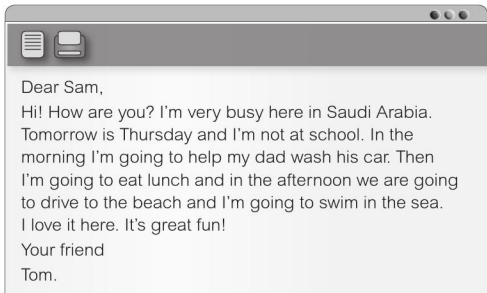 Dear Sam,
Hi! How are you? I'm very busy here in Saudi Arabia.
Tomorrow is Thursday and I'm not at school. In the
morning I'm going to help my dad wash his car. Then
I'm going to eat lunch and in the afternoon we are going
to drive to the beach and I'm going to swim in the sea.
I love it here. It's great fun!
Your friend
Tom.